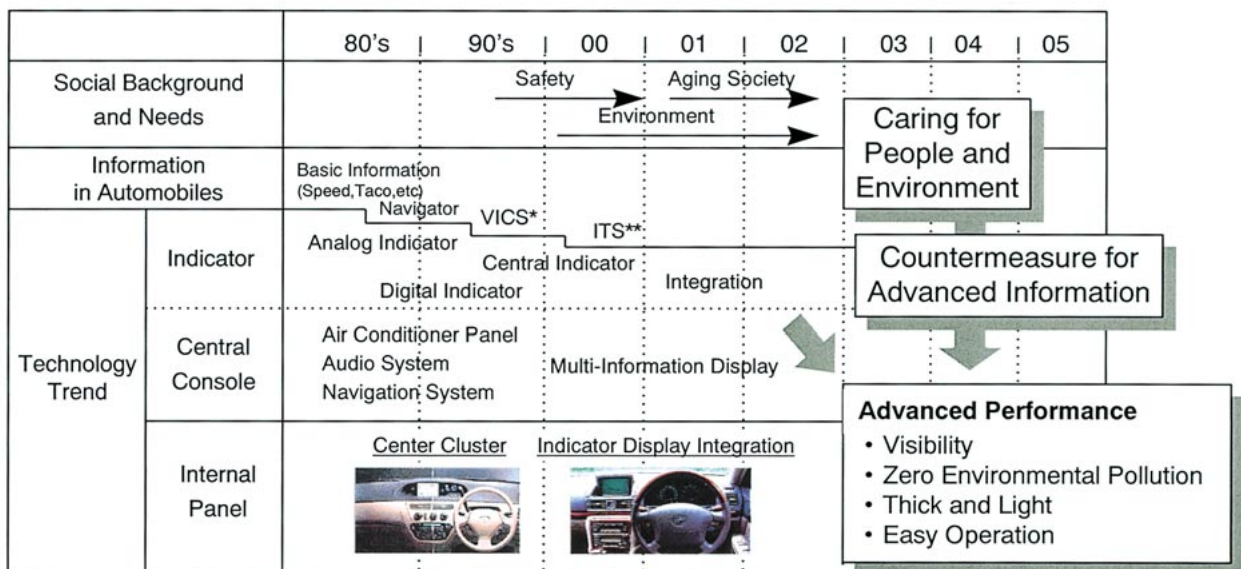 80's
90's
00
01
02
03
04
05
Social Background
and Needs
Safety
Aging Society
Environment
Caring for
People and
Environment
Information
in Automobiles
Basic Information
(Speed,Taco,etc)
Navigator
VICS*
ITS**
Technology
Trend
Indicator
Analog Indicator
Central Indicator
Digital Indicator
Integration
Countermeasure for
Advanced Information
Central
Console
Air Conditioner Panel
Audio System
Navigation System
Multi-Information Display
Internal
Panel
Center Cluster
Indicator Display Integration
Advanced Performance
• Visibility
• Zero Environmental Pollution
• Thick and Light
• Easy Operation